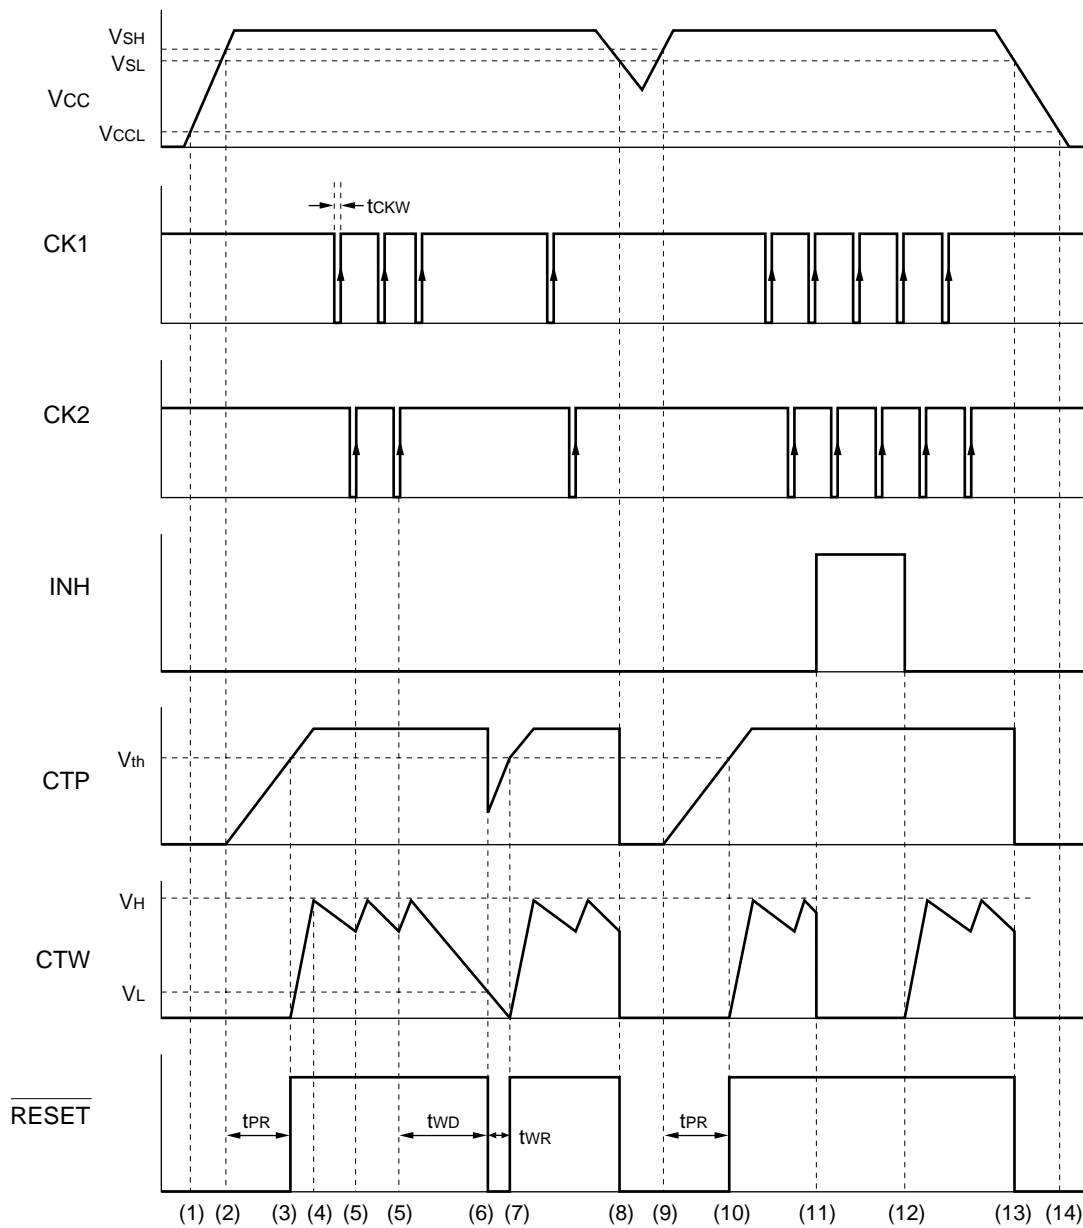 VSH
VSL
VCC
VCCL
tCKW
CK1
CK2
INH
Vth
CTP
VH
CTW
VL
RESET
tPR
tWD
tWR
tPR
(1) (2) (3) (4) (5) (5) (6) (7) (8) (9) (10) (11) (12) (13) (14)